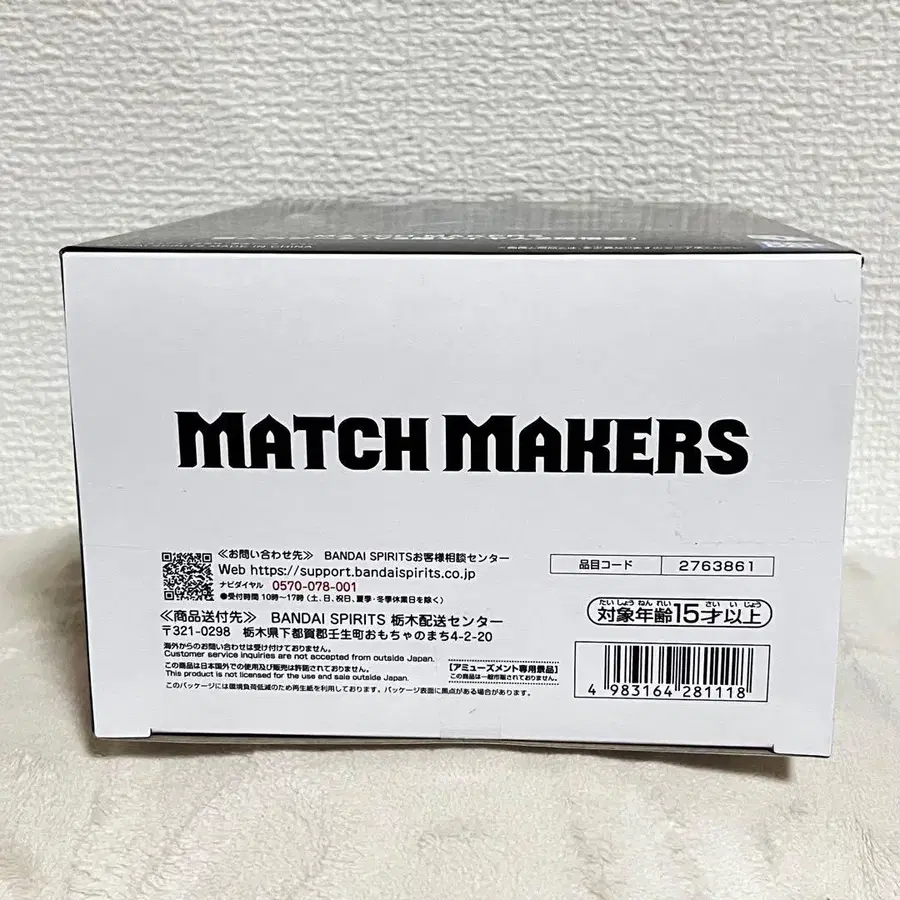 MADE IN CHINA
MATCH MAKERS
≪お問い合わせ先≫ BANDAI SPIRITSお客様相談センター
Web https://support.bandaispirits.co.jp
ナビダイヤル 0570-078-001
●受付時間 10時〜17時(土、日、祝日、夏季・冬季休業日を除く)
≪商品送付先≫ BANDAI SPIRITS 栃木配送センター
〒321-0298 栃木県下都賀郡壬生町おもちゃのまち4-2-20
海外からのお問い合わせは受け付けておりません。
Customer service inquiries are not accepted from outside Japan.
この商品は日本国外での使用及び販売は許諾されておりません。
This product is not licensed for the use and sale outside Japan.
このパッケージには環境負荷低減のため再生紙を利用しております。パッケージ表面に黒点がある場合があります。
品目コード 2763861
たいしょうねんれい さいいじょう
対象年齢15才以上
【アミューズメント専用景品】
この商品は一般市販されておりません。
4 983164 281118